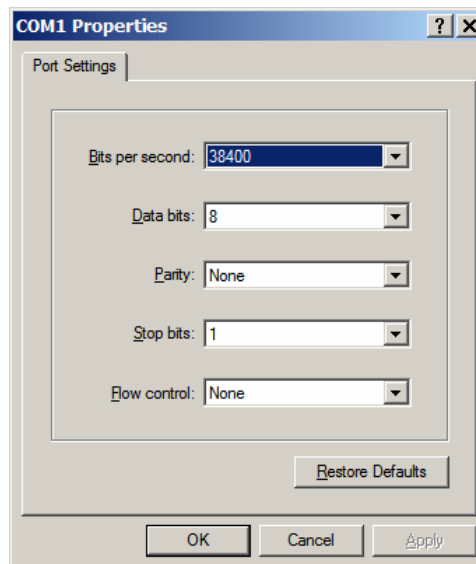 COM1 Properties
Port Settings
Bits per second: 38400
Data bits: 8
Parity: None
Stop bits: 1
Flow control: None
Restore Defaults
OK Cancel Apply